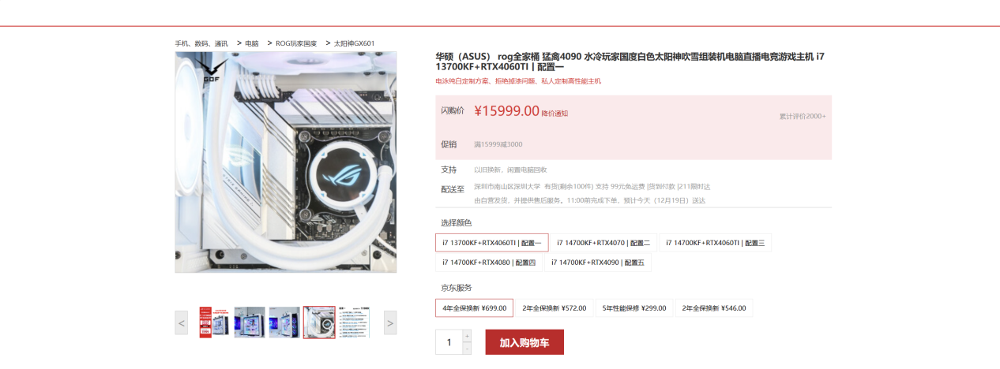 手机、数码、通讯 > 电脑 > ROG玩家国度 > 太阳神GX601
GOF
华硕（ASUS） rog全家桶 猛禽4090 水冷玩家国度白色太阳神吹雪组装机电脑直播电竞游戏主机 i7
13700KF+RTX4060TI | 配置一
电泳纯白定制方案、拒绝掉漆问题、私人定制高性能主机
闪购价 ¥15999.00 降价通知
累计评价2000+
促销 满15999减3000
支持 以旧换新，闲置电脑回收
配送至 深圳市南山区深圳大学 有货(剩余100件) 支持 99元免运费 |货到付款 |211限时达
由自营发货，并提供售后服务。11:00前完成下单，预计今天（12月19日）送达
选择颜色
i7 13700KF+RTX4060TI | 配置一 i7 14700KF+RTX4070 | 配置二 i7 14700KF+RTX4060TI | 配置三
i7 14700KF+RTX4080 | 配置四 i7 14700KF+RTX4090 | 配置五
京东服务
4年全保换新 ¥699.00 2年全保换新 ¥572.00 5年性能保修 ¥299.00 2年全保换新 ¥546.00
< >
1 + - 加入购物车